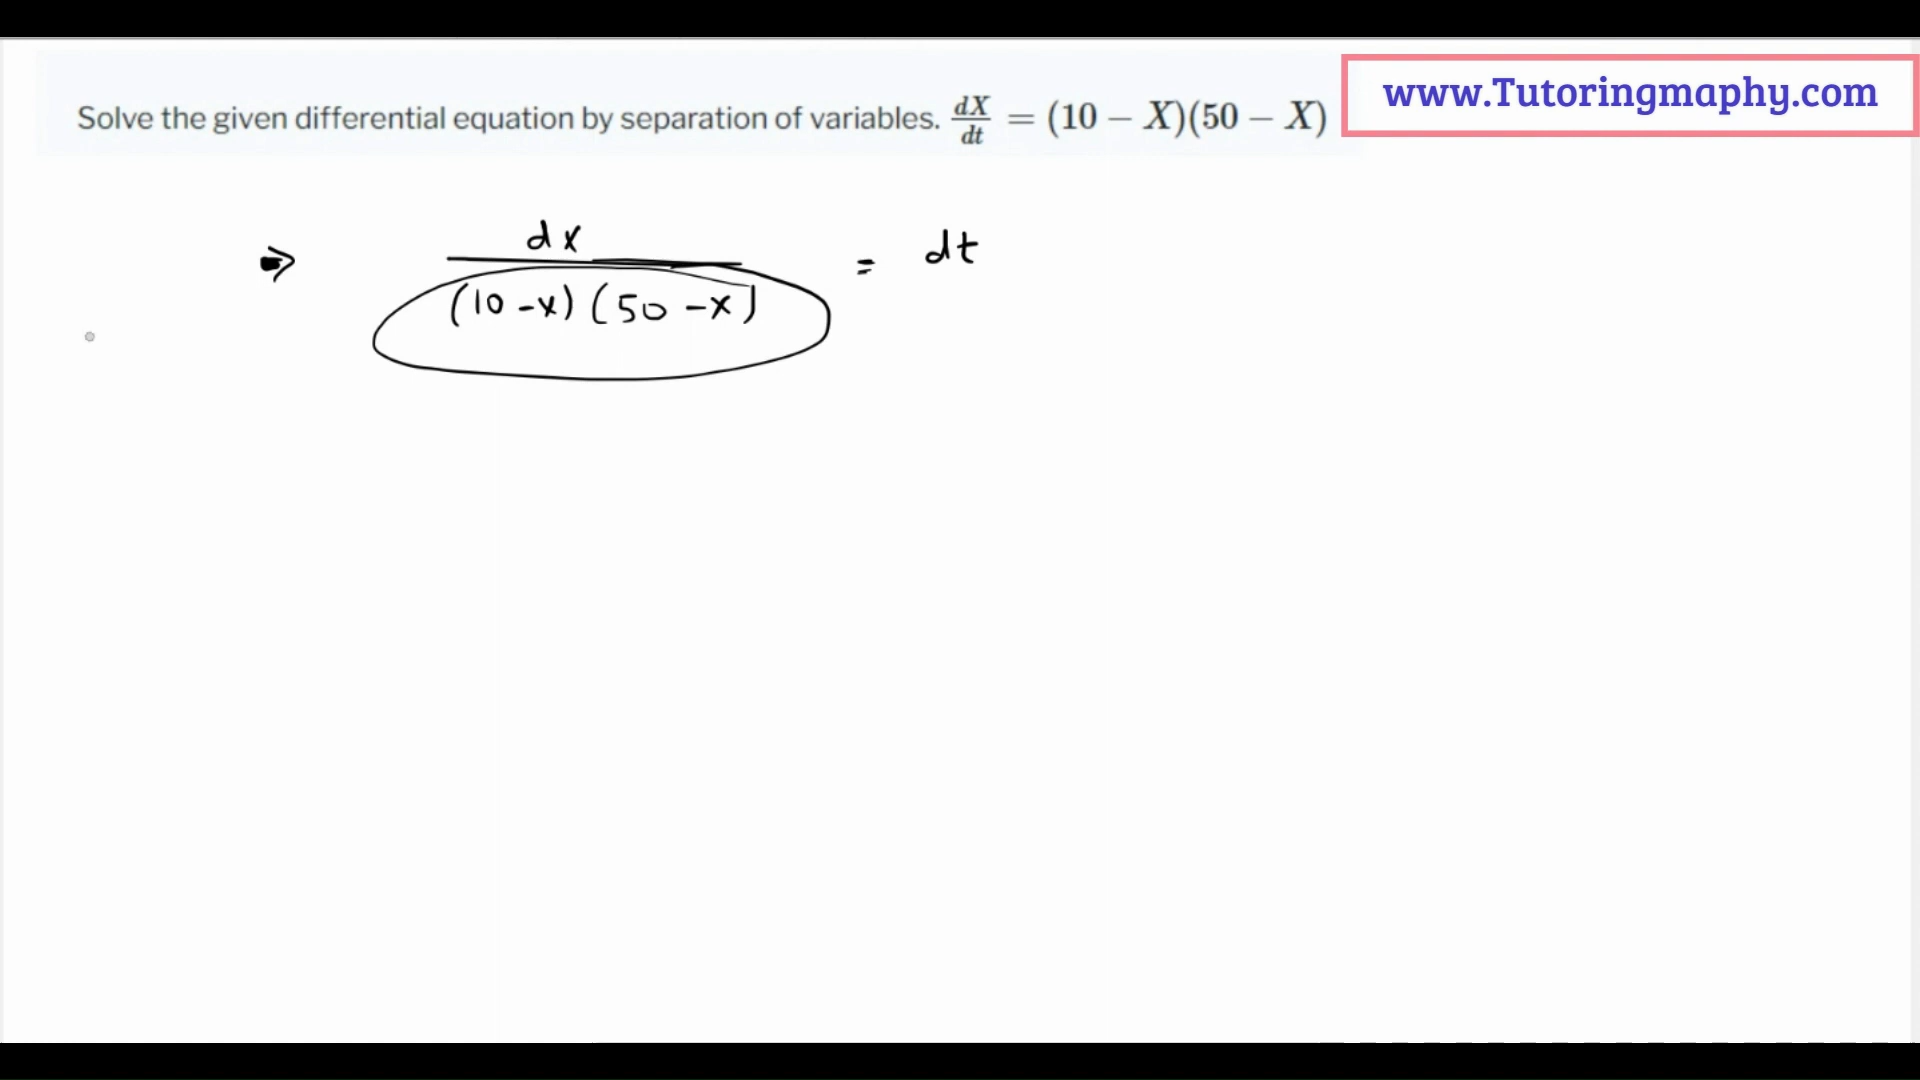 www.Tutoringmaphy.com
Solve the given differential equation by separation of variables. dX/dt = (10 − X)(50 − X)
⇒ dx/((10-x)(50-x)) = dt